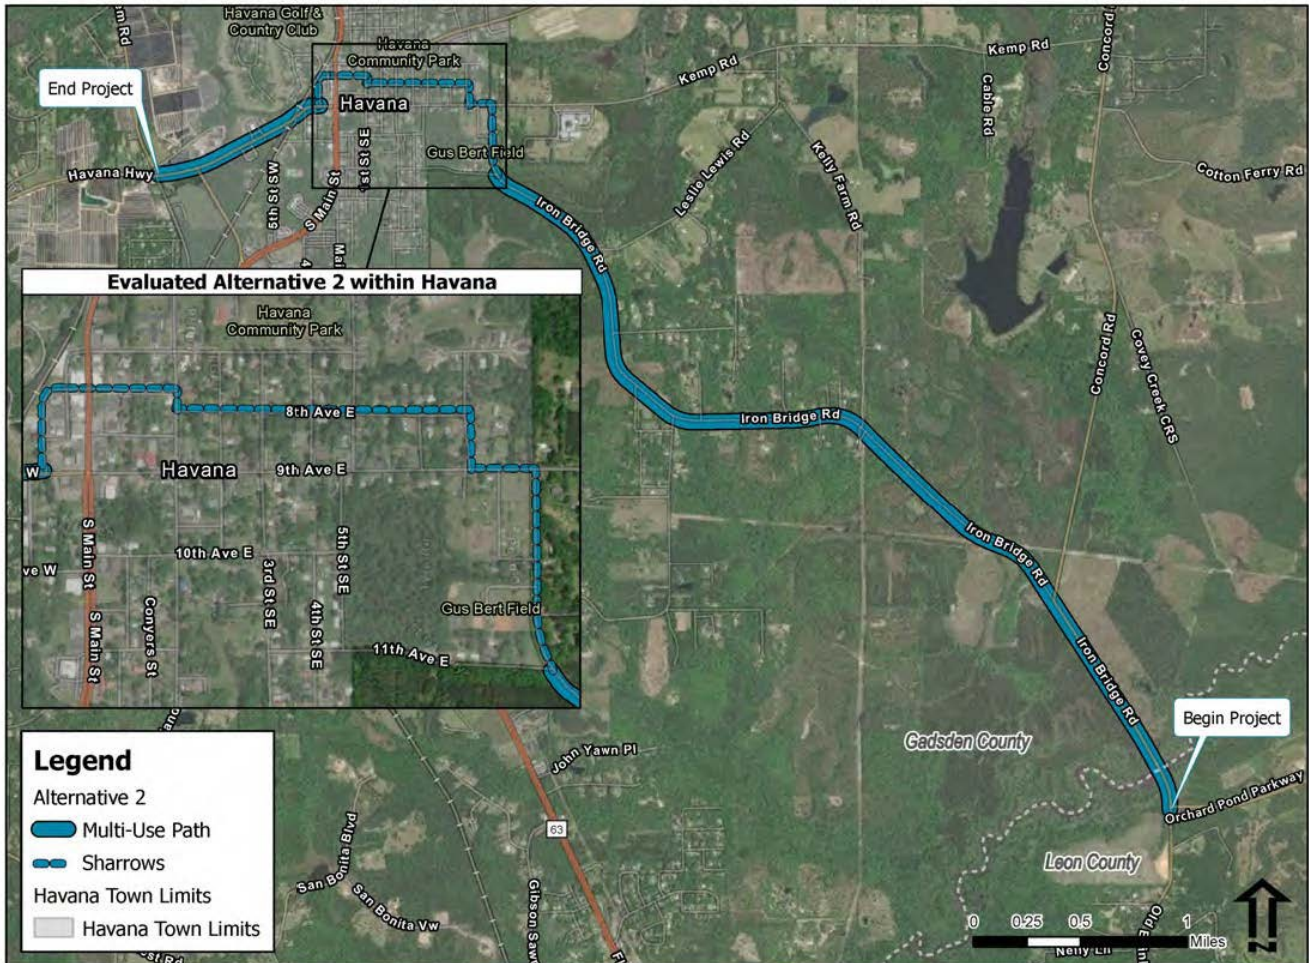 Havana Golf &
Country Club
Concord
Kemp Rd
Havana
Community Park
Kemp Rd
End Project
Cable Rd
Havana
Leslie Lewis Rd
Kelly Farm Rd
1st St SE
Gus Bert Field
Cotton Ferry Rd
Havana Hwy
5th St SW
S Main St
Iron Bridge Rd
Evaluated Alternative 2 within Havana
Havana
Community Park
Concord Rd
Covey Creek CRS
8th Ave E
Iron Bridge Rd
W
Havana
9th Ave E
S Main St
10th Ave E
5th St SE
Iron Bridge Rd
ve W
3rd St SE
Conyers St
4th St SE
Gus Bert Field
S Main St
11th Ave E
Iron Bridge Rd
Begin Project
Gadsden County
John Yawn Pl
Orchard Pond Parkway
63
Leon County
Legend
Alternative 2
Multi-Use Path
Sharrows
Havana Town Limits
Havana Town Limits
San Bonita Blvd
San Bonita Vw
0 0.25 0.5 1
Miles
N